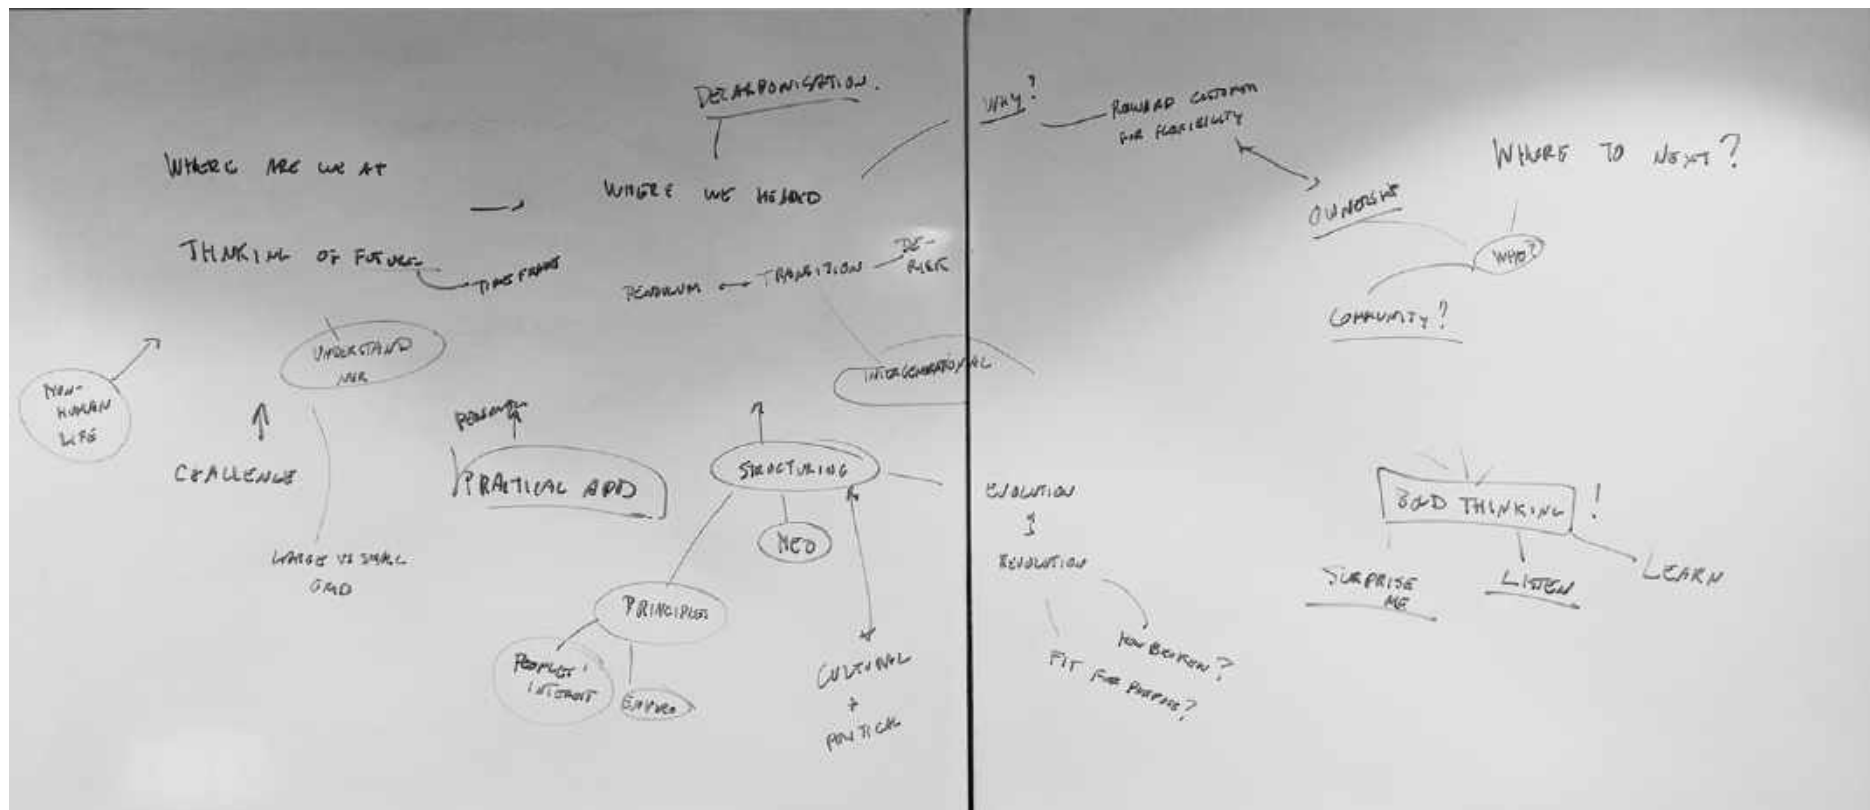 DECARBONISATION.
WHERE ARE WE AT
WHERE WE HEADED
WHY?
REWARD CUSTOMER
FOR FLEXIBILITY
WHERE TO NEXT?
OWNERSHIP
WHO?
COMMUNITY?
THINKING OF FUTURE
TIMEFRAME
PENDULUM
TRANSITION
DE-
RISK
INTERGENERATIONAL
UNDERSTAND
NON-
HUMAN
LIFE
CHALLENGE
LARGE VS SMALL
GRID
PRACTICAL
STRUCTURING
NEO
PRINCIPLES
PEOPLES'
INTEREST
ENVIRO
CULTURAL
+
POLITICAL
EVOLUTION
REVOLUTION
HOW BROKEN?
FIT FOR PURPOSE?
BOLD THINKING!
SURPRISE
ME
LISTEN
LEARN